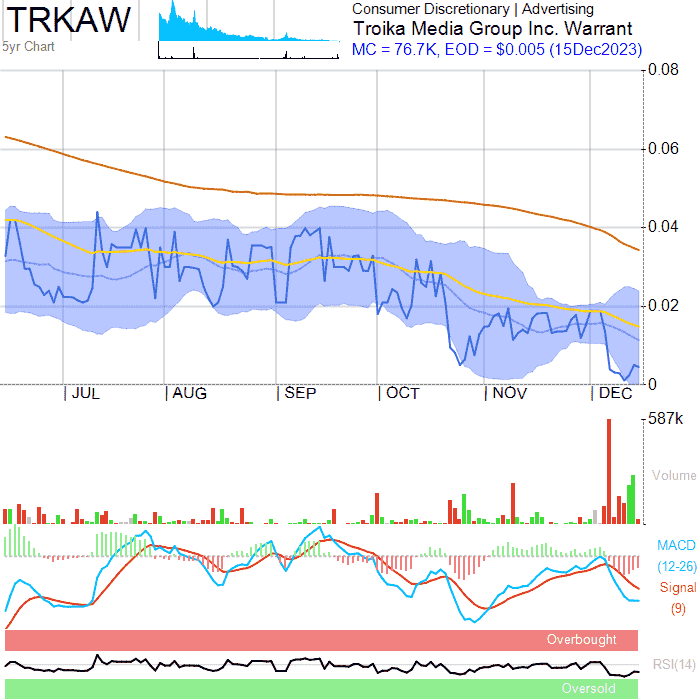 TRKAW
5yr Chart
Consumer Discretionary | Advertising
Troika Media Group Inc. Warrant
MC = 76.7K, EOD = $0.005 (15Dec2023)
0.08
0.06
0.04
0.02
0
JUL AUG SEP OCT NOV DEC
587k
Volume
MACD
(12-26)
Signal
(9)
Overbought
RSI(14)
Oversold